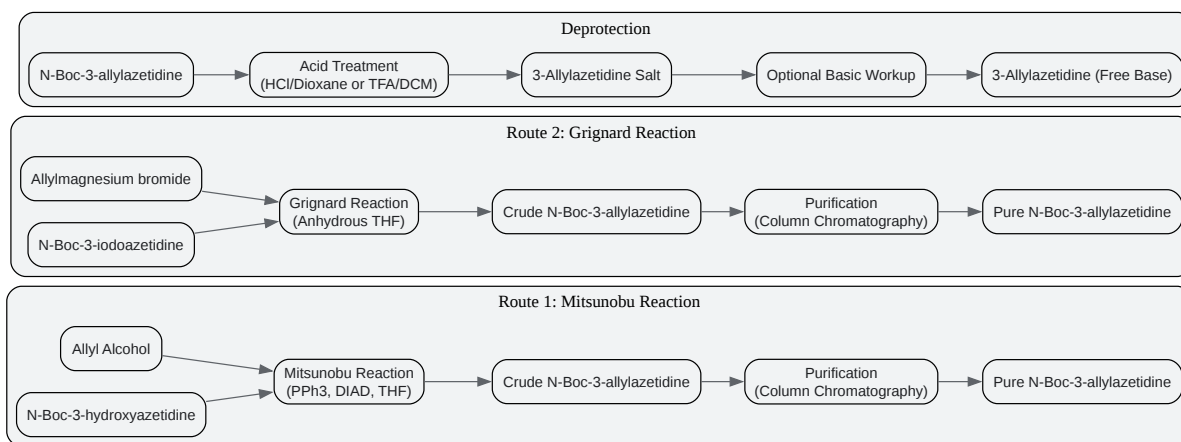 Deprotection
N-Boc-3-allylazetidine
Acid Treatment
(HCl/Dioxane or TFA/DCM)
3-Allylazetidine Salt
Optional Basic Workup
3-Allylazetidine (Free Base)
Route 2: Grignard Reaction
Allylmagnesium bromide
N-Boc-3-iodoazetidine
Grignard Reaction
(Anhydrous THF)
Crude N-Boc-3-allylazetidine
Purification
(Column Chromatography)
Pure N-Boc-3-allylazetidine
Route 1: Mitsunobu Reaction
Allyl Alcohol
N-Boc-3-hydroxyazetidine
Mitsunobu Reaction
(PPh3, DIAD, THF)
Crude N-Boc-3-allylazetidine
Purification
(Column Chromatography)
Pure N-Boc-3-allylazetidine